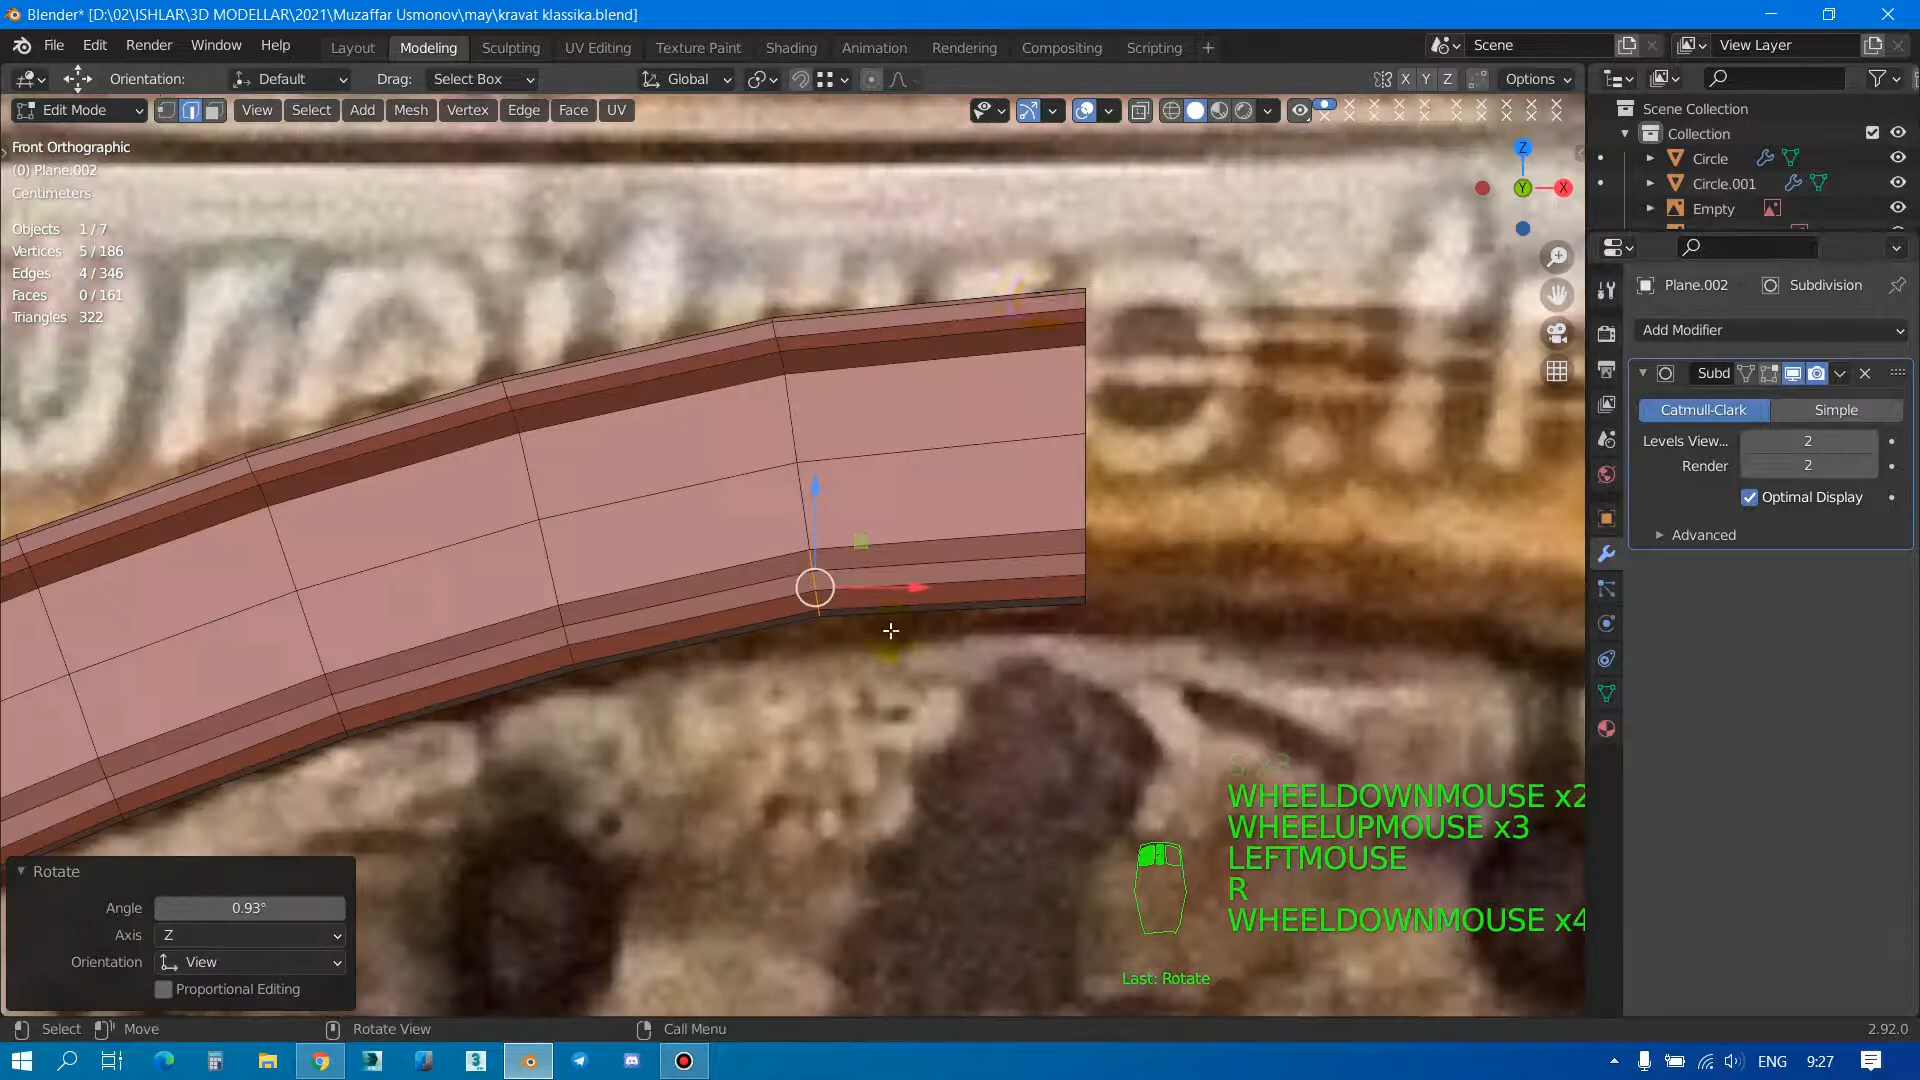 Blender* [D:\02\ISHLAR\3D MODELLAR\2021\Muzaffar Usmonov\may\kravat klassika.blend]
File Edit Render Window Help Layout Modeling Sculpting UV Editing Texture Paint Shading Animation Rendering Compositing Scripting + Scene View Layer
Orientation: Default Drag: Select Box Global X Y Z Options
Edit Mode View Select Add Mesh Vertex Edge Face UV
Scene Collection
Collection
Circle
Circle.001
Empty
Front Orthographic
(0) Plane.002
Centimeters
Objects 1 / 7
Vertices 5 / 186
Edges 4 / 346
Faces 0 / 161
Triangles 322
Z
Y
X
Plane.002 Subdivision
Add Modifier
Subd
Catmull-Clark Simple
Levels View... 2
Render 2
Optimal Display
Advanced
S x3
WHEELDOWNMOUSE x2
WHEELUPMOUSE x3
LEFTMOUSE
R
WHEELDOWNMOUSE x4
Last: Rotate
Rotate
Angle 0.93°
Axis Z
Orientation View
Proportional Editing
Select Move Rotate View Call Menu 2.92.0
ENG 9:27